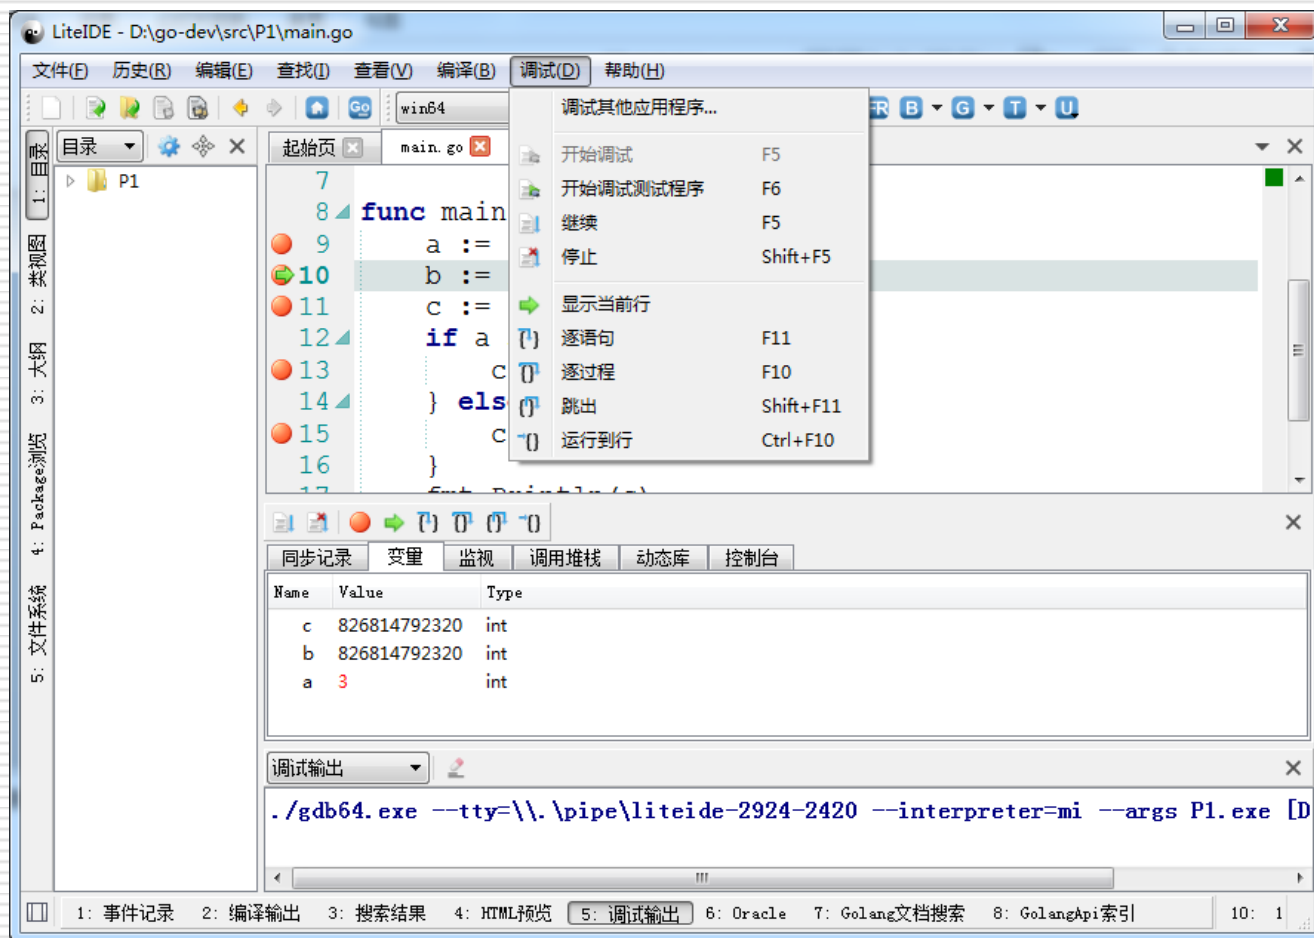 LiteIDE - D:\go-dev\src\P1\main.go
文件(F) 历史(R) 编辑(E) 查找(I) 查看(V) 编译(B) 调试(D) 帮助(H)
win64 FR B G T U
调试其他应用程序...
开始调试 F5
开始调试测试程序 F6
继续 F5
停止 Shift+F5
显示当前行
逐语句 F11
逐过程 F10
跳出 Shift+F11
运行到行 Ctrl+F10
1: 目录
2: 类视图
3: 大纲
4: Package浏览
5: 文件系统
目录
P1
起始页 main.go
7
8 func main
9 a :=
10 b :=
11 c :=
12 if a
13 c
14 } els
15 c
16 }
17 fmt.Println(c)
同步记录 变量 监视 调用堆栈 动态库 控制台
Name Value Type
c 826814792320 int
b 826814792320 int
a 3 int
调试输出
./gdb64.exe --tty=\\.\pipe\liteide-2924-2420 --interpreter=mi --args P1.exe [D
1: 事件记录 2: 编译输出 3: 搜索结果 4: HTML预览 5: 调试输出 6: Oracle 7: Golang文档搜索 8: GolangApi索引 10: 1